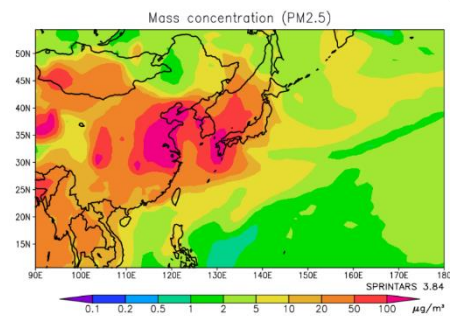 Mass concentration (PM2.5)
50N
45N
40N
35N
30N
25N
20N
15N
90E 100E 110E 120E 130E 140E 150E 160E 170E 180
SPRINTARS 3.84
0.1 0.2 0.5 1 2 5 10 20 50 100 μg/m³